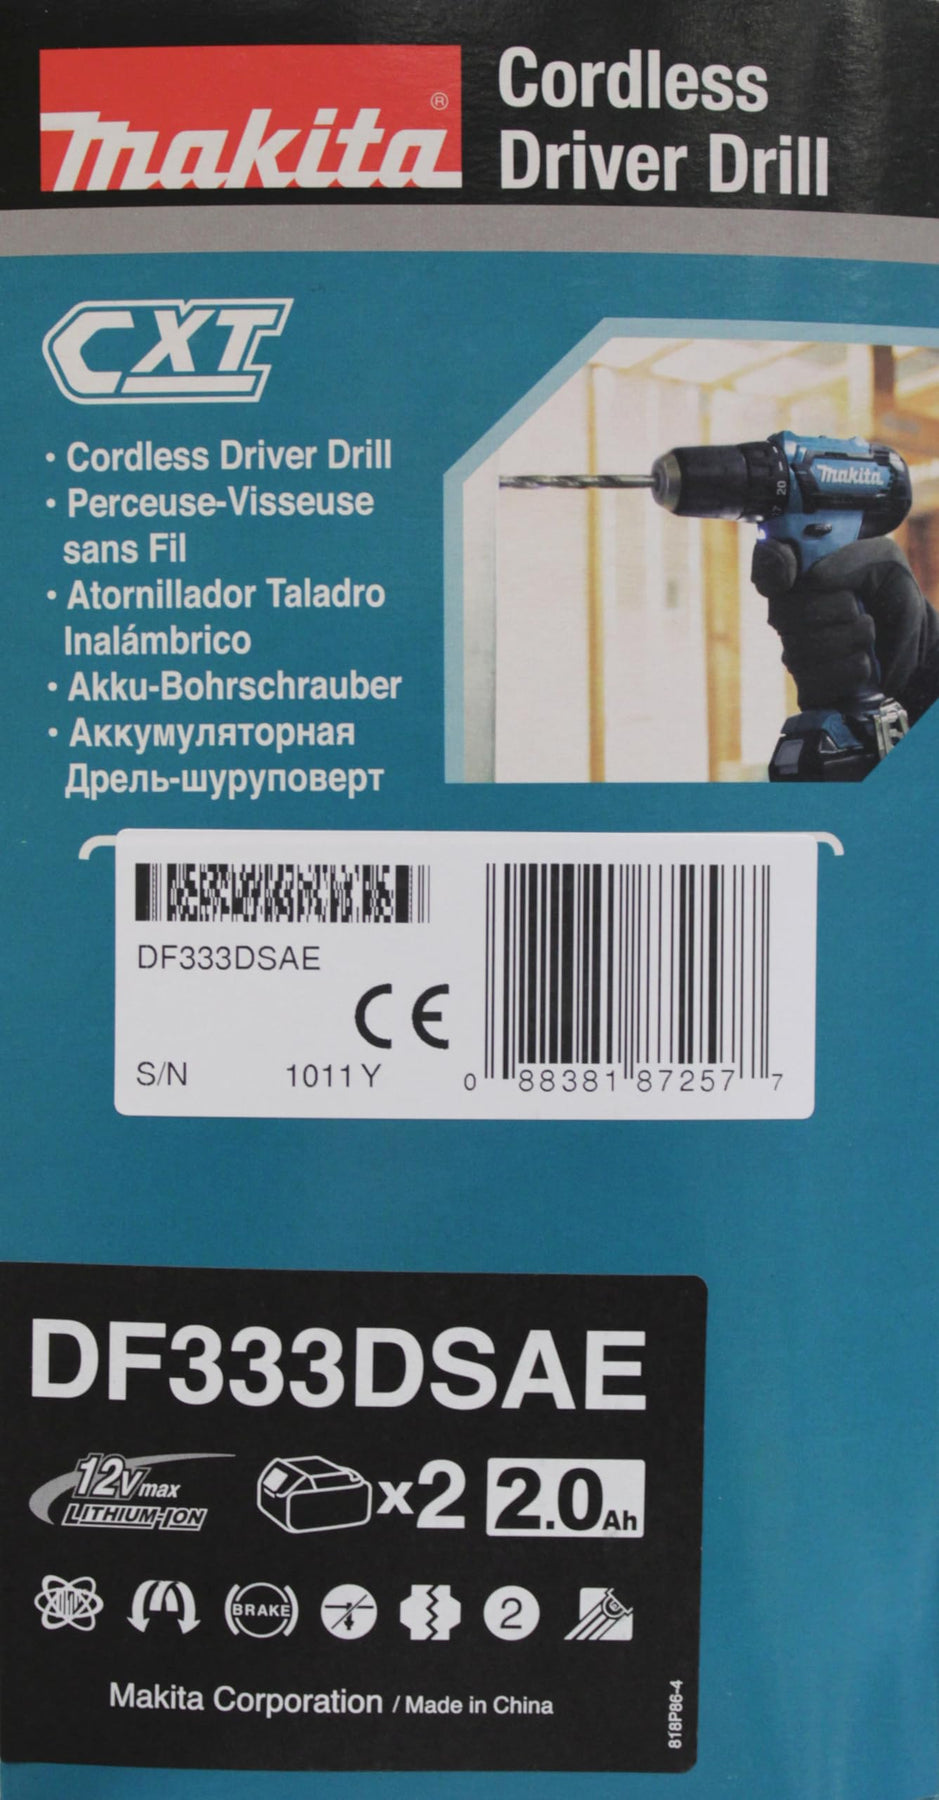 makita®
Cordless
Driver Drill
CXT
· Cordless Driver Drill
· Perceuse-Visseuse
sans Fil
· Atornillador Taladro
Inalámbrico
· Akku-Bohrschrauber
· Аккумуляторная
Дрель-шуруповерт
makita
20
17
DF333DSAE
CE
S/N 1011 Y
0 88381 87257 7
DF333DSAE
12v max
LITHIUM-ION
x2
2.0 Ah
BRAKE
2
Makita Corporation / Made in China
818P86-4